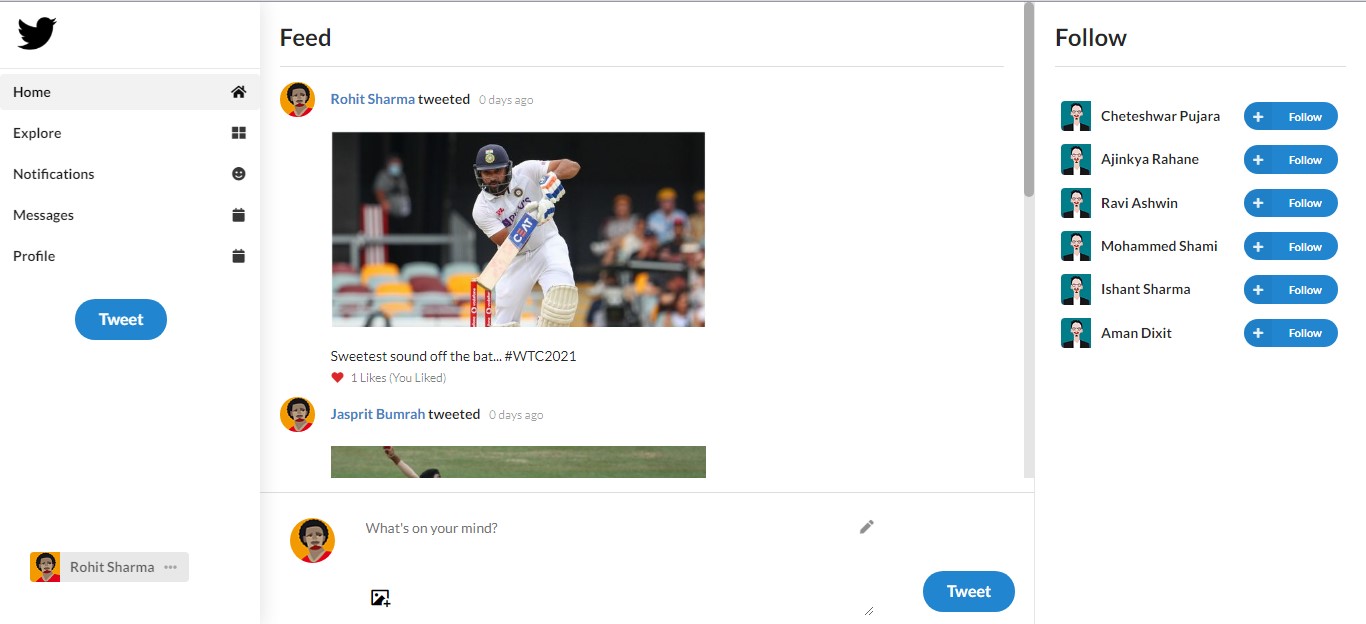 Home
Explore
Notifications
Messages
Profile
Tweet
Rohit Sharma
Feed
Rohit Sharma tweeted 0 days ago
CEAT
Sweetest sound off the bat... #WTC2021
1 Likes (You Liked)
Jasprit Bumrah tweeted 0 days ago
What's on your mind?
Tweet
Follow
Cheteshwar Pujara Follow
Ajinkya Rahane Follow
Ravi Ashwin Follow
Mohammed Shami Follow
Ishant Sharma Follow
Aman Dixit Follow